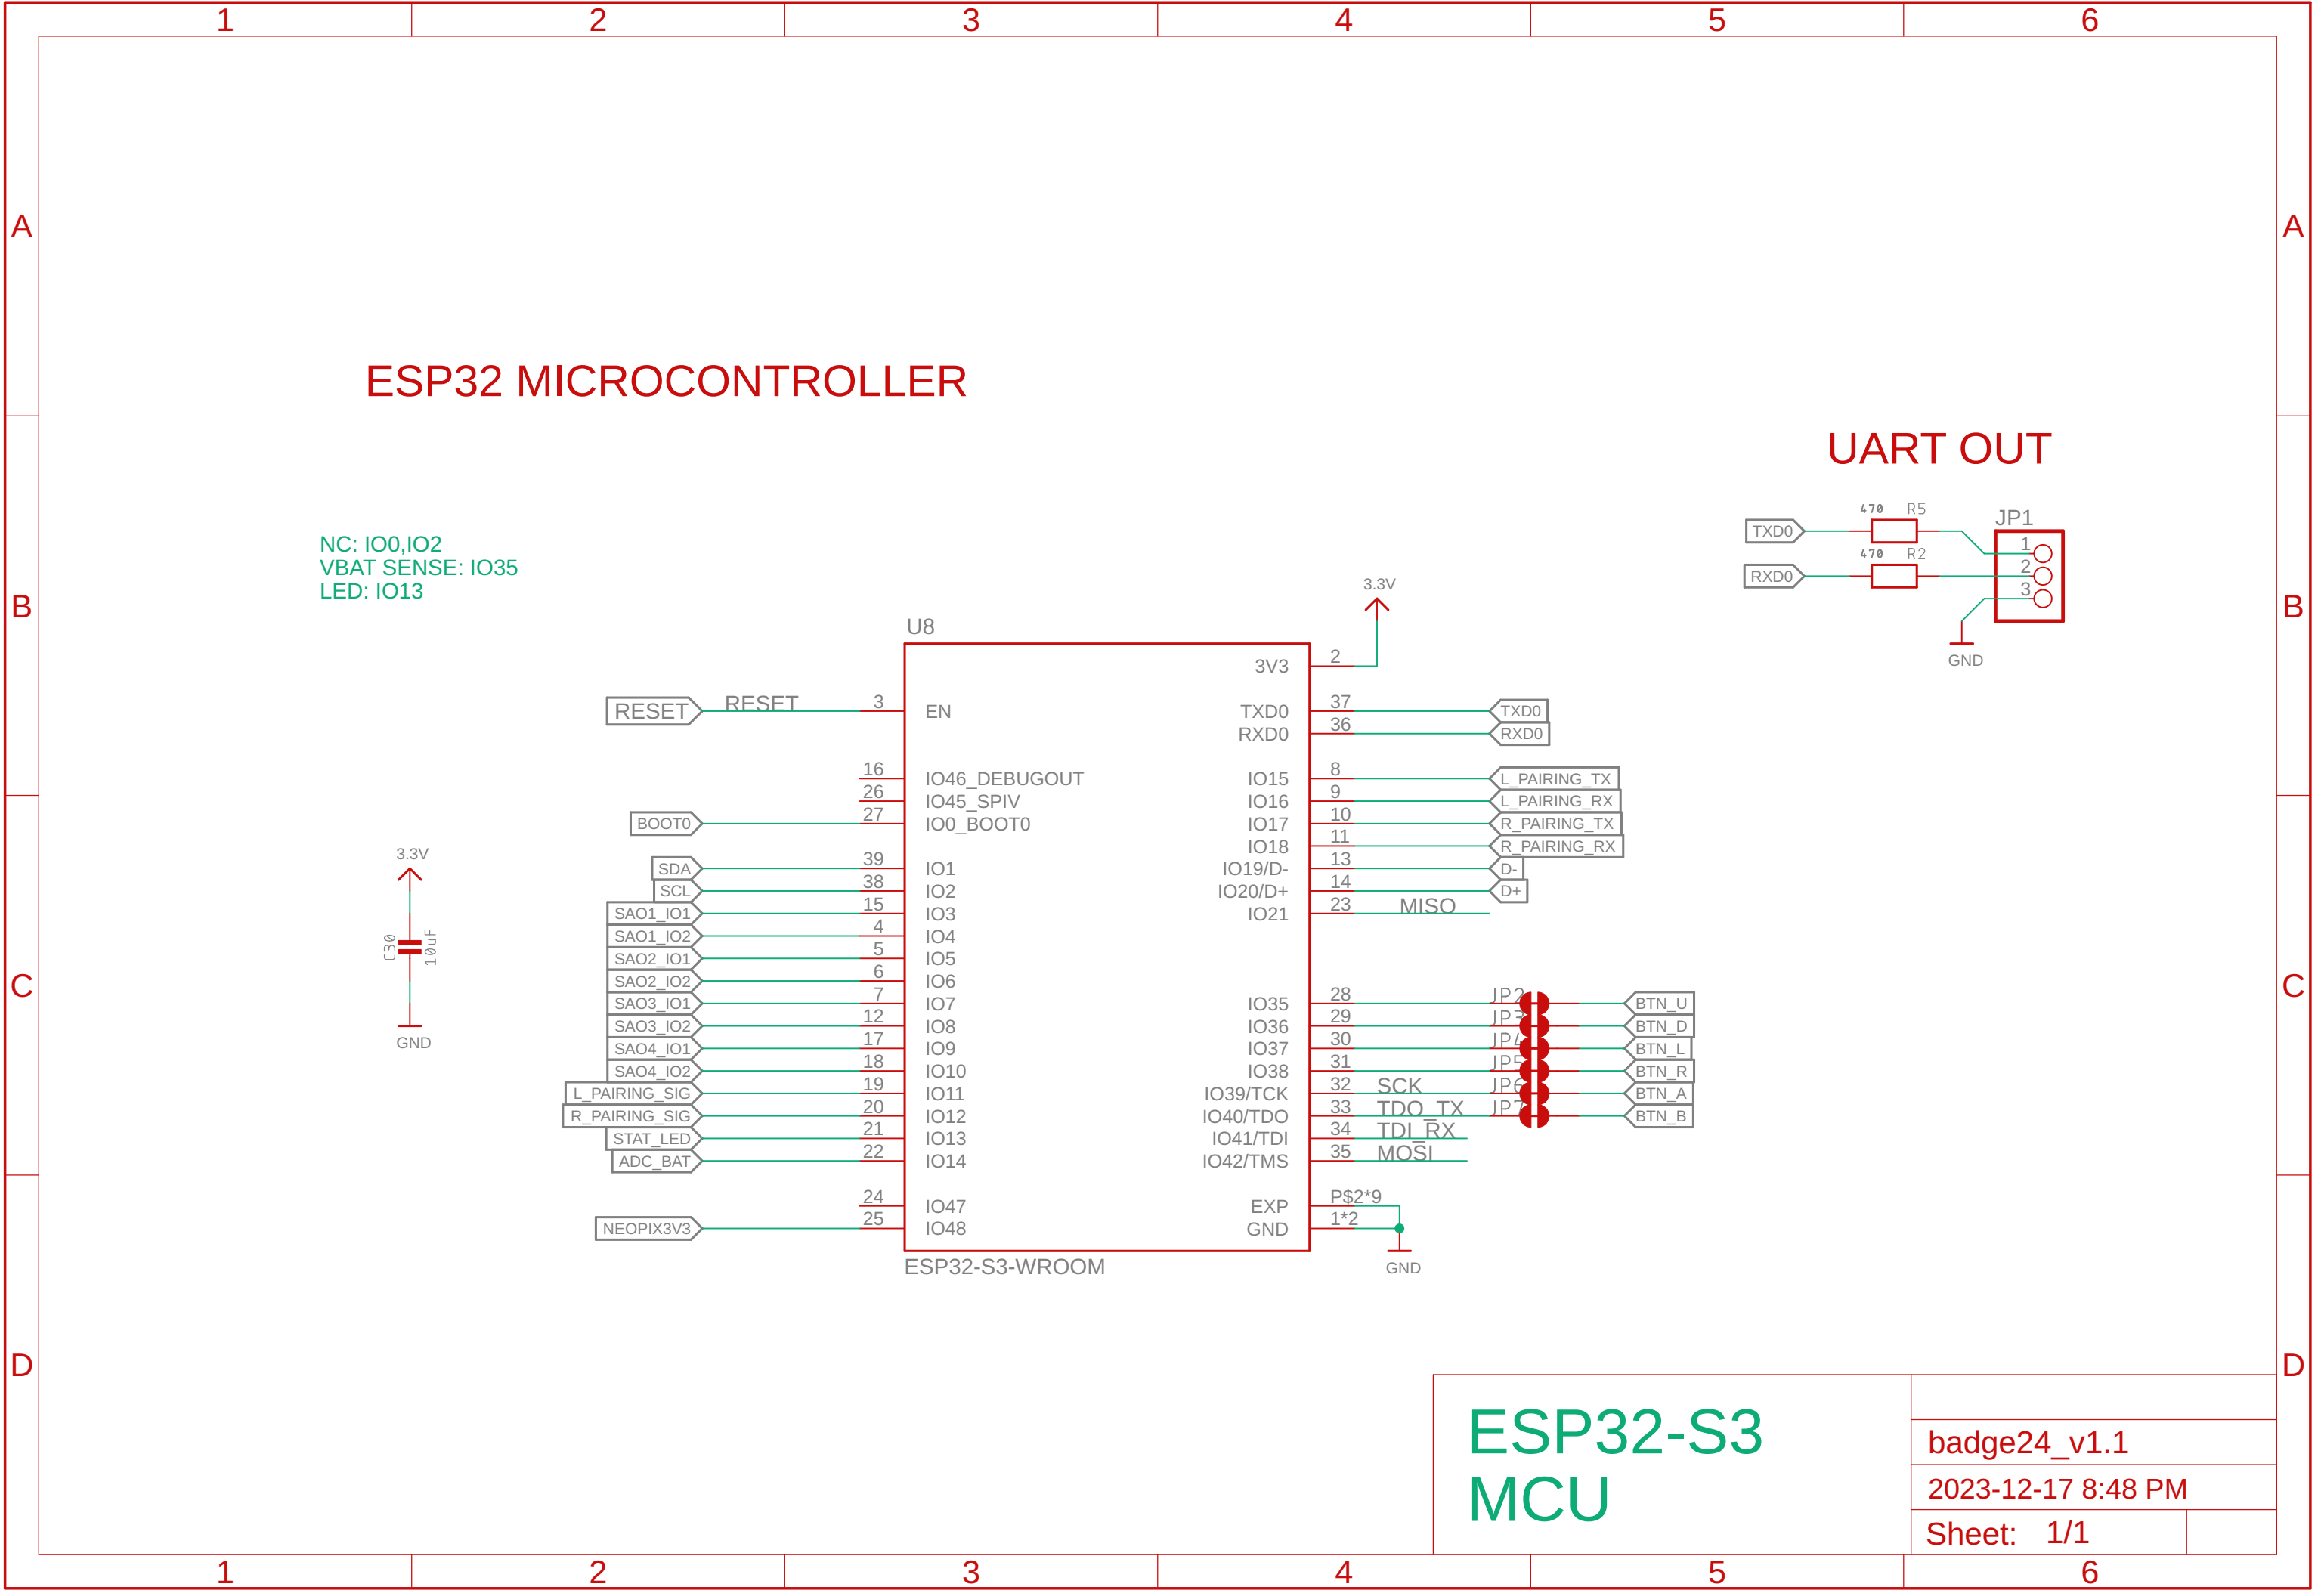 1 2 3 4 5 6
A A
ESP32 MICROCONTROLLER
UART OUT
470 R5
TXD0
JP1
1
470 R2
RXD0
2
3
GND
NC: IO0,IO2
VBAT SENSE: IO35
LED: IO13
B B
3.3V
U8
3V3 2
RESET RESET 3 EN
TXD0 37 TXD0
RXD0 36 RXD0
16 IO46_DEBUGOUT
IO15 8 L_PAIRING_TX
26 IO45_SPIV
IO16 9 L_PAIRING_RX
BOOT0 27 IO0_BOOT0
IO17 10 R_PAIRING_TX
IO18 11 R_PAIRING_RX
SDA 39 IO1
IO19/D- 13 D-
SCL 38 IO2
IO20/D+ 14 D+
SAO1_IO1 15 IO3
IO21 23 MISO
SAO1_IO2 4 IO4
SAO2_IO1 5 IO5
SAO2_IO2 6 IO6
SAO3_IO1 7 IO7
IO35 28 JP2 BTN_U
SAO3_IO2 12 IO8
IO36 29 JP3 BTN_D
SAO4_IO1 17 IO9
IO37 30 JP4 BTN_L
SAO4_IO2 18 IO10
IO38 31 JP5 BTN_R
L_PAIRING_SIG 19 IO11
IO39/TCK 32 SCK JP6 BTN_A
R_PAIRING_SIG 20 IO12
IO40/TDO 33 TDO_TX JP7 BTN_B
STAT_LED 21 IO13
IO41/TDI 34 TDI_RX
ADC_BAT 22 IO14
IO42/TMS 35 MOSI
24 IO47
EXP P$2*9
NEOPIX3V3 25 IO48
GND 1*2
ESP32-S3-WROOM
GND
3.3V
C30
10uF
GND
C C
D D
ESP32-S3
MCU
badge24_v1.1
2023-12-17 8:48 PM
Sheet: 1/1
1 2 3 4 5 6